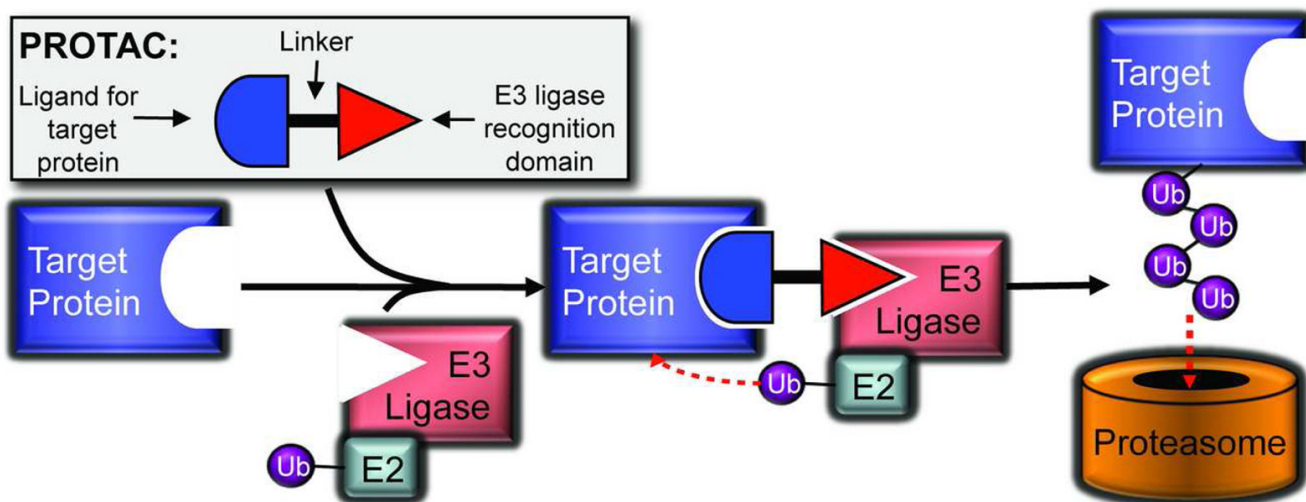 PROTAC:
Linker
Ligand for
target
protein
E3 ligase
recognition
domain
Target
Protein
E3
Ligase
E2
Ub
Target
Protein
E3
Ligase
Ub
E2
Target
Protein
Ub
Ub
Ub
Ub
Proteasome